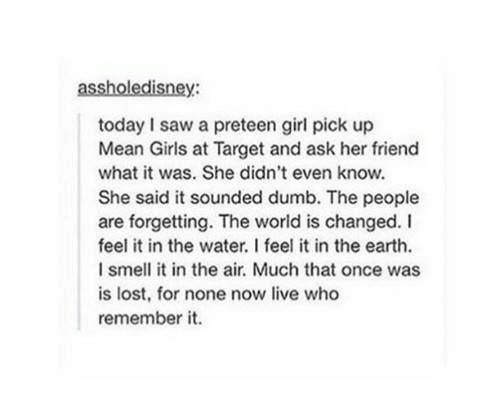 assholedisney:
today I saw a preteen girl pick up
Mean Girls at Target and ask her friend
what it was. She didn't even know.
She said it sounded dumb. The people
are forgetting. The world is changed. I
feel it in the water. I feel it in the earth.
I smell it in the air. Much that once was
is lost, for none now live who
remember it.